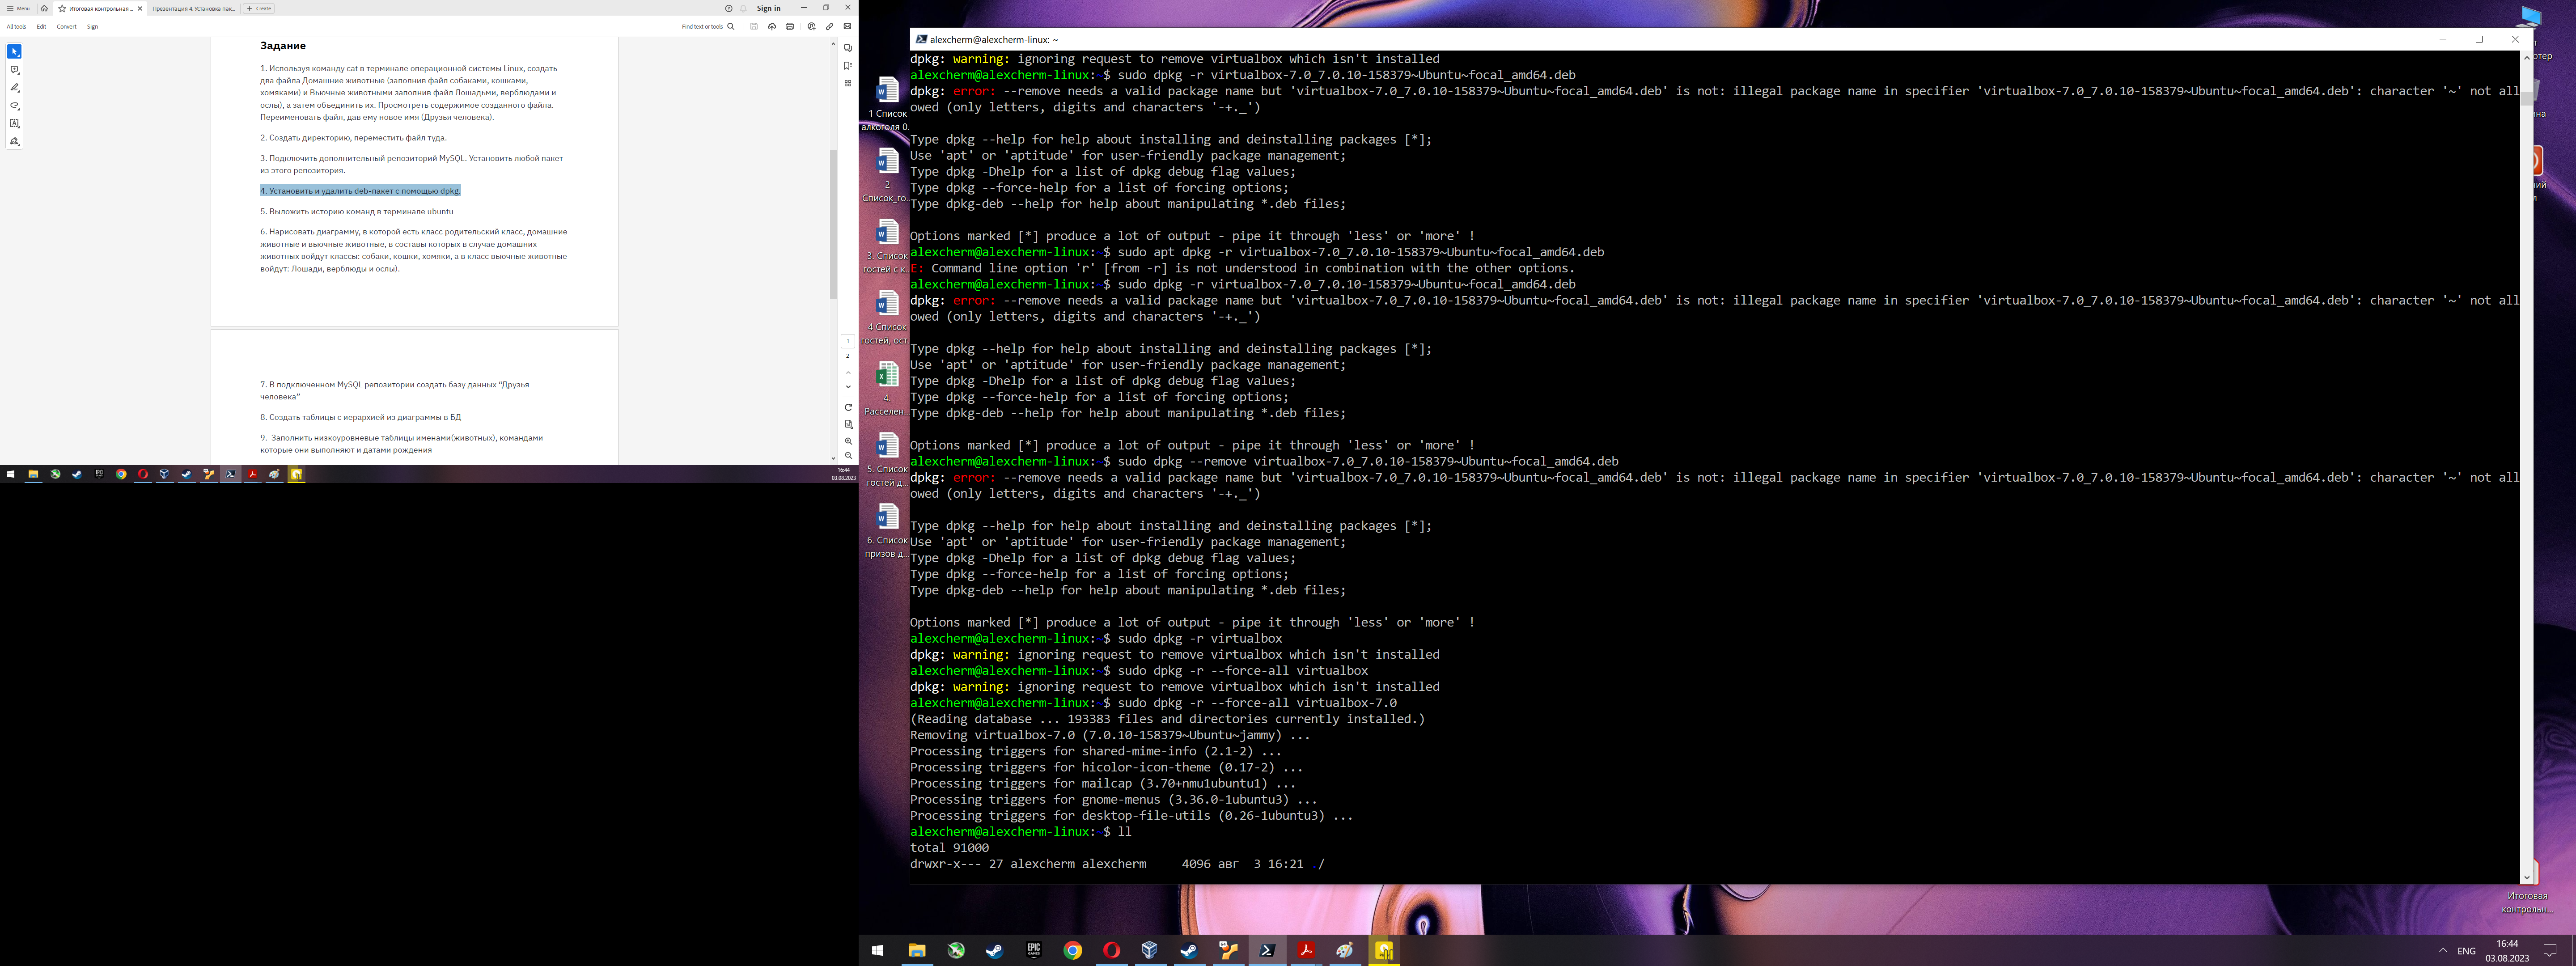 Menu
Итоговая контрольная ...
Презентация 4. Установка пак...
Create
Sign in
All tools
Edit
Convert
Sign
Find text or tools
Задание
1. Используя команду cat в терминале операционной системы Linux, создать
два файла Домашние животные (заполнив файл собаками, кошками,
хомяками) и Вьючные животными заполнив файл Лошадьми, верблюдами и
ослы), а затем объединить их. Просмотреть содержимое созданного файла.
Переименовать файл, дав ему новое имя (Друзья человека).
2. Создать директорию, переместить файл туда.
3. Подключить дополнительный репозиторий MySQL. Установить любой пакет
из этого репозитория.
4. Установить и удалить deb-пакет с помощью dpkg.
5. Выложить историю команд в терминале ubuntu
6. Нарисовать диаграмму, в которой есть класс родительский класс, домашние
животные и вьючные животные, в составы которых в случае домашних
животных войдут классы: собаки, кошки, хомяки, а в класс вьючные животные
войдут: Лошади, верблюды и ослы).
1
2
7. В подключенном MySQL репозитории создать базу данных “Друзья
человека”
8. Создать таблицы с иерархией из диаграммы в БД
9. Заполнить низкоуровневые таблицы именами(животных), командами
которые они выполняют и датами рождения
16:44
03.08.2023
1 Список
алкоголя 0.
2
Список_го..
3. Список
гостей с к..
4 Список
гостей, ост.
4.
Расселен...
5. Список
гостей д...
6. Список
призов д...
alexcherm@alexcherm-linux: ~
dpkg: warning: ignoring request to remove virtualbox which isn't installed
alexcherm@alexcherm-linux:~$ sudo dpkg -r virtualbox-7.0_7.0.10-158379~Ubuntu~focal_amd64.deb
dpkg: error: --remove needs a valid package name but 'virtualbox-7.0_7.0.10-158379~Ubuntu~focal_amd64.deb' is not: illegal package name in specifier 'virtualbox-7.0_7.0.10-158379~Ubuntu~focal_amd64.deb': character '~' not all
owed (only letters, digits and characters '-+._')
Type dpkg --help for help about installing and deinstalling packages [*];
Use 'apt' or 'aptitude' for user-friendly package management;
Type dpkg -Dhelp for a list of dpkg debug flag values;
Type dpkg --force-help for a list of forcing options;
Type dpkg-deb --help for help about manipulating *.deb files;
Options marked [*] produce a lot of output - pipe it through 'less' or 'more' !
alexcherm@alexcherm-linux:~$ sudo apt dpkg -r virtualbox-7.0_7.0.10-158379~Ubuntu~focal_amd64.deb
E: Command line option 'r' [from -r] is not understood in combination with the other options.
alexcherm@alexcherm-linux:~$ sudo dpkg -r virtualbox-7.0_7.0.10-158379~Ubuntu~focal_amd64.deb
dpkg: error: --remove needs a valid package name but 'virtualbox-7.0_7.0.10-158379~Ubuntu~focal_amd64.deb' is not: illegal package name in specifier 'virtualbox-7.0_7.0.10-158379~Ubuntu~focal_amd64.deb': character '~' not all
owed (only letters, digits and characters '-+._')
Type dpkg --help for help about installing and deinstalling packages [*];
Use 'apt' or 'aptitude' for user-friendly package management;
Type dpkg -Dhelp for a list of dpkg debug flag values;
Type dpkg --force-help for a list of forcing options;
Type dpkg-deb --help for help about manipulating *.deb files;
Options marked [*] produce a lot of output - pipe it through 'less' or 'more' !
alexcherm@alexcherm-linux:~$ sudo dpkg --remove virtualbox-7.0_7.0.10-158379~Ubuntu~focal_amd64.deb
dpkg: error: --remove needs a valid package name but 'virtualbox-7.0_7.0.10-158379~Ubuntu~focal_amd64.deb' is not: illegal package name in specifier 'virtualbox-7.0_7.0.10-158379~Ubuntu~focal_amd64.deb': character '~' not all
owed (only letters, digits and characters '-+._')
Type dpkg --help for help about installing and deinstalling packages [*];
Use 'apt' or 'aptitude' for user-friendly package management;
Type dpkg -Dhelp for a list of dpkg debug flag values;
Type dpkg --force-help for a list of forcing options;
Type dpkg-deb --help for help about manipulating *.deb files;
Options marked [*] produce a lot of output - pipe it through 'less' or 'more' !
alexcherm@alexcherm-linux:~$ sudo dpkg -r virtualbox
dpkg: warning: ignoring request to remove virtualbox which isn't installed
alexcherm@alexcherm-linux:~$ sudo dpkg -r --force-all virtualbox
dpkg: warning: ignoring request to remove virtualbox which isn't installed
alexcherm@alexcherm-linux:~$ sudo dpkg -r --force-all virtualbox-7.0
(Reading database ... 193383 files and directories currently installed.)
Removing virtualbox-7.0 (7.0.10-158379~Ubuntu~jammy) ...
Processing triggers for shared-mime-info (2.1-2) ...
Processing triggers for hicolor-icon-theme (0.17-2) ...
Processing triggers for mailcap (3.70+nmu1ubuntu1) ...
Processing triggers for gnome-menus (3.36.0-1ubuntu3) ...
Processing triggers for desktop-file-utils (0.26-1ubuntu3) ...
alexcherm@alexcherm-linux:~$ ll
total 91000
drwxr-x--- 27 alexcherm alexcherm     4096 авг  3 16:21 ./
Итоговая
контрольн...
EPIC GAMES
ENG
16:44
03.08.2023